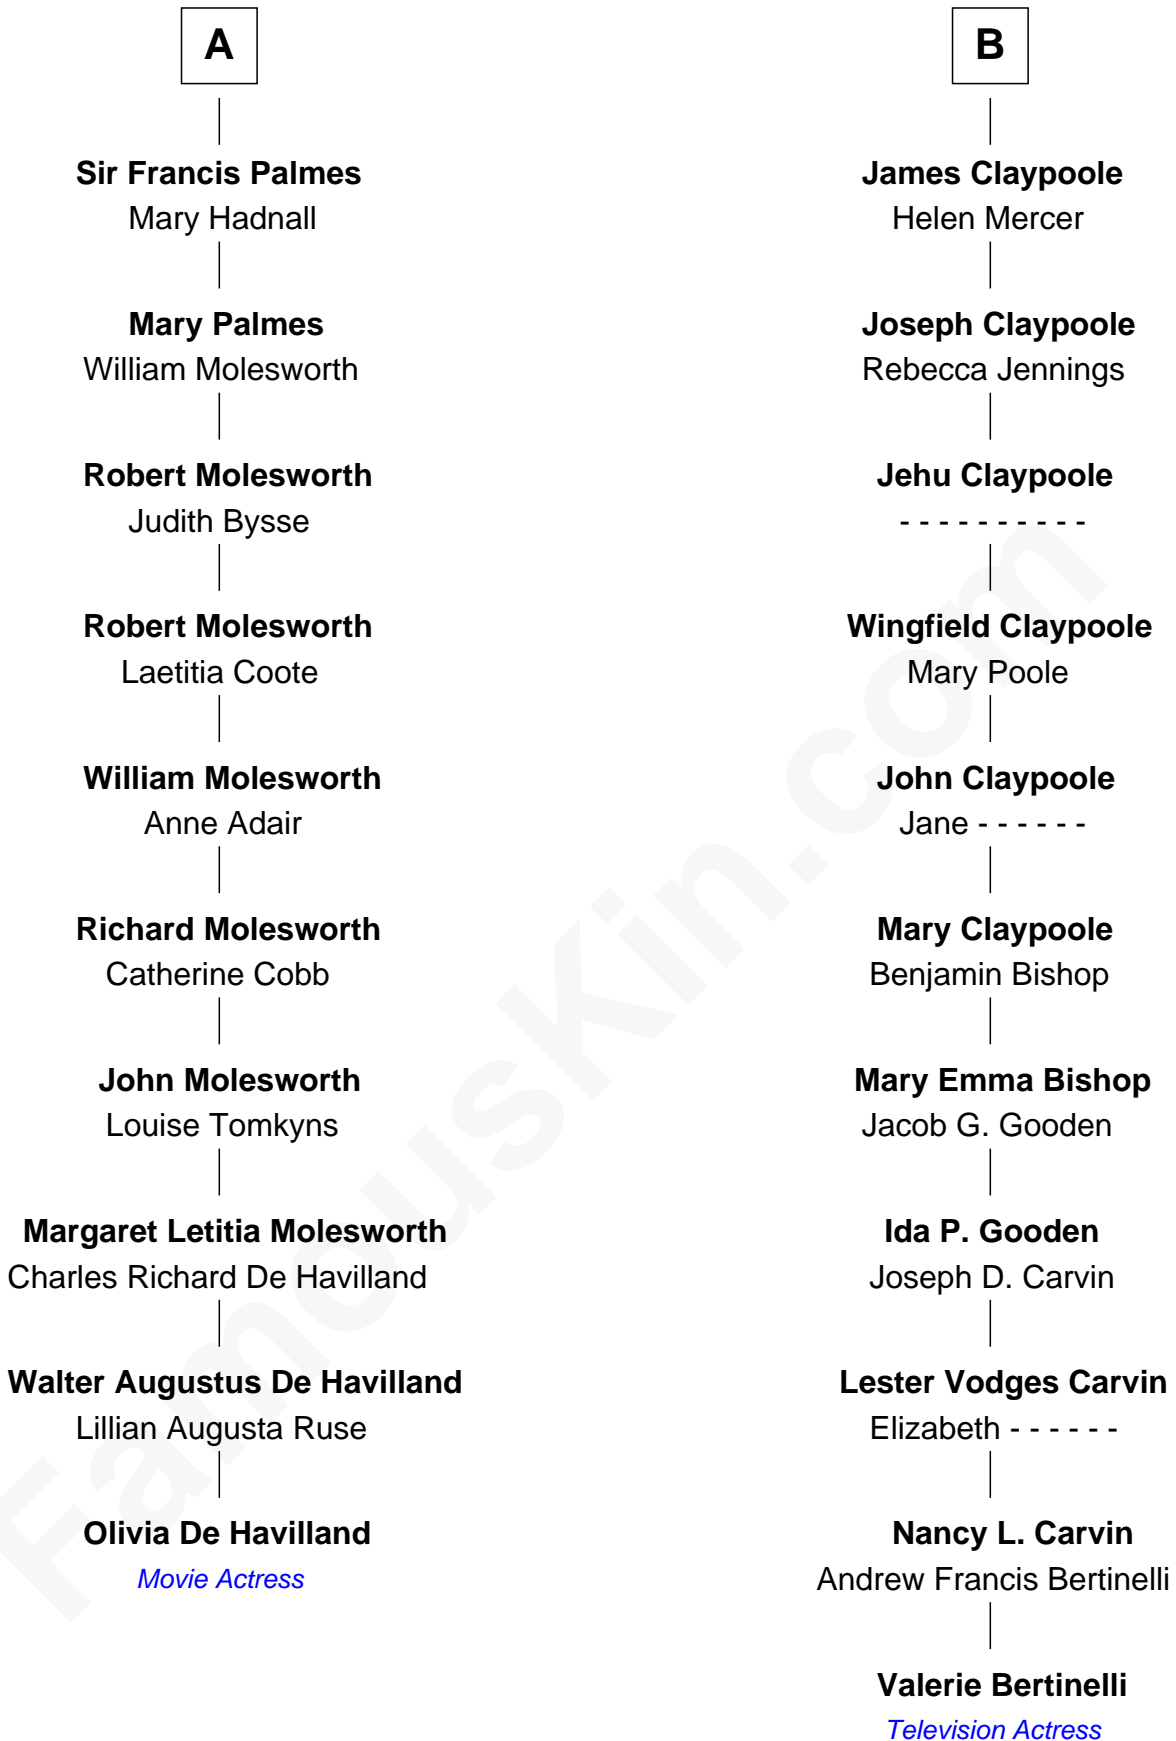 A
Sir Francis Palmes
Mary Hadnall
Mary Palmes
William Molesworth
Robert Molesworth
Judith Bysse
Robert Molesworth
Laetitia Coote
William Molesworth
Anne Adair
Richard Molesworth
Catherine Cobb
John Molesworth
Louise Tomkyns
Margaret Letitia Molesworth
Charles Richard De Havilland
Walter Augustus De Havilland
Lillian Augusta Ruse
Olivia De Havilland
Movie Actress
B
James Claypoole
Helen Mercer
Joseph Claypoole
Rebecca Jennings
Jehu Claypoole
- - - - - - - - - -
Wingfield Claypoole
Mary Poole
John Claypoole
Jane - - - - - -
Mary Claypoole
Benjamin Bishop
Mary Emma Bishop
Jacob G. Gooden
Ida P. Gooden
Joseph D. Carvin
Lester Vodges Carvin
Elizabeth - - - - - -
Nancy L. Carvin
Andrew Francis Bertinelli
Valerie Bertinelli
Television Actress
FamousKin.com